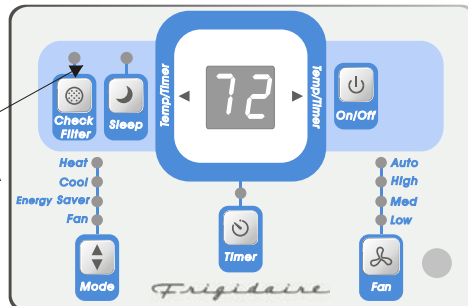 Temp/Timer
72
Temp/Timer
Check
Filter
Sleep
On/Off
Heat
Cool
Energy Saver
Fan
Mode
Timer
Auto
High
Med
Low
Fan
Frigidaire